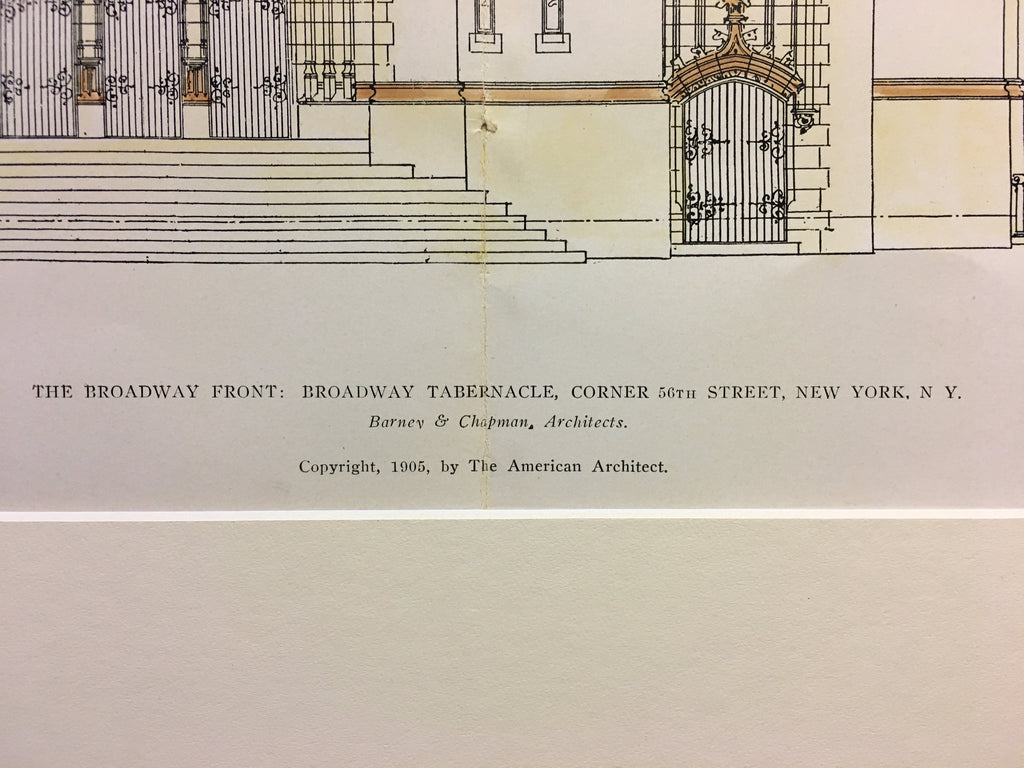 THE BROADWAY FRONT: BROADWAY TABERNACLE, CORNER 56TH STREET, NEW YORK, N Y.
Barney & Chapman, Architects.
Copyright, 1905, by The American Architect.